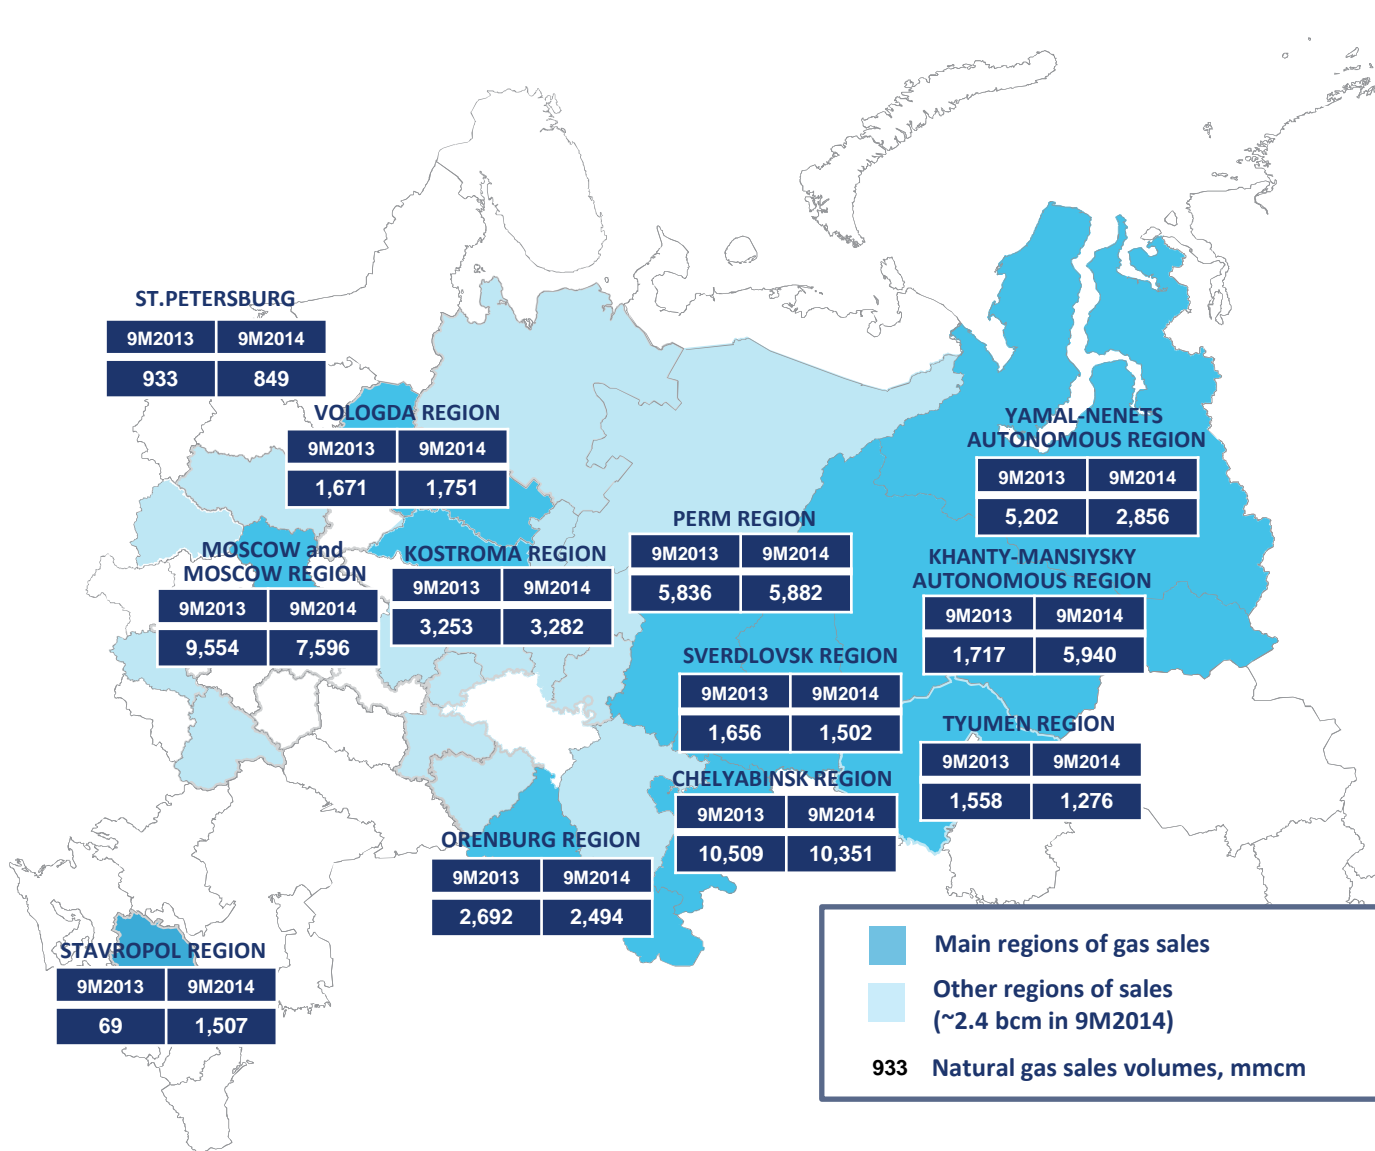 ST.PETERSBURG
9M2013 9M2014
933 849
VOLOGDA REGION
9M2013 9M2014
1,671 1,751
YAMAL-NENETS
AUTONOMOUS REGION
9M2013 9M2014
5,202 2,856
PERM REGION
9M2013 9M2014
5,836 5,882
MOSCOW and
MOSCOW REGION
9M2013 9M2014
9,554 7,596
KOSTROMA REGION
9M2013 9M2014
3,253 3,282
KHANTY-MANSIYSKY
AUTONOMOUS REGION
9M2013 9M2014
1,717 5,940
SVERDLOVSK REGION
9M2013 9M2014
1,656 1,502
TYUMEN REGION
9M2013 9M2014
1,558 1,276
CHELYABINSK REGION
9M2013 9M2014
10,509 10,351
ORENBURG REGION
9M2013 9M2014
2,692 2,494
STAVROPOL REGION
9M2013 9M2014
69 1,507
Main regions of gas sales
Other regions of sales
(~2.4 bcm in 9M2014)
933 Natural gas sales volumes, mmcm